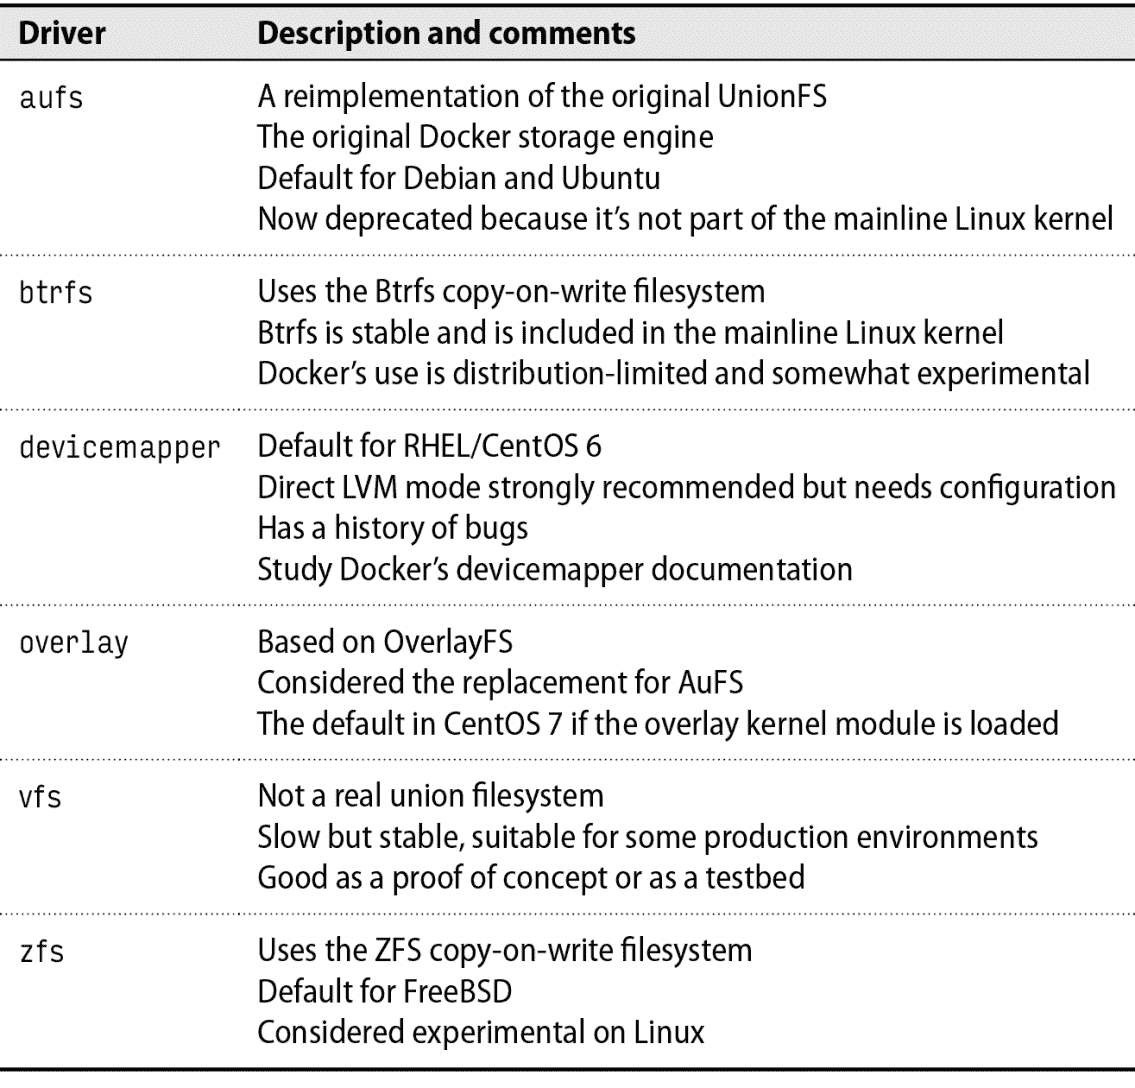 Driver Description and comments
aufs A reimplementation of the original UnionFS
The original Docker storage engine
Default for Debian and Ubuntu
Now deprecated because it’s not part of the mainline Linux kernel
btrfs Uses the Btrfs copy-on-write filesystem
Btrfs is stable and is included in the mainline Linux kernel
Docker’s use is distribution-limited and somewhat experimental
devicemapper Default for RHEL/CentOS 6
Direct LVM mode strongly recommended but needs configuration
Has a history of bugs
Study Docker’s devicemapper documentation
overlay Based on OverlayFS
Considered the replacement for AuFS
The default in CentOS 7 if the overlay kernel module is loaded
vfs Not a real union filesystem
Slow but stable, suitable for some production environments
Good as a proof of concept or as a testbed
zfs Uses the ZFS copy-on-write filesystem
Default for FreeBSD
Considered experimental on Linux